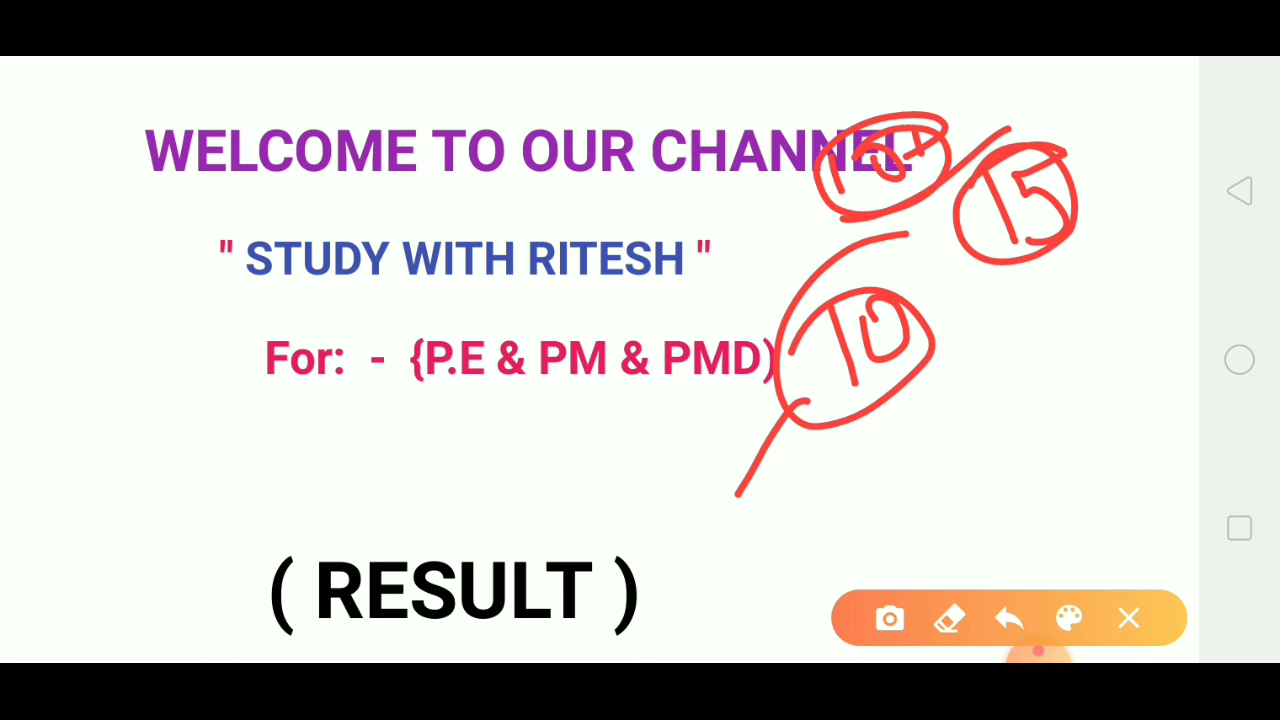 WELCOME TO OUR CHANNEL
" STUDY WITH RITESH "
For: - {P.E & PM & PMD)
15
10
( RESULT )